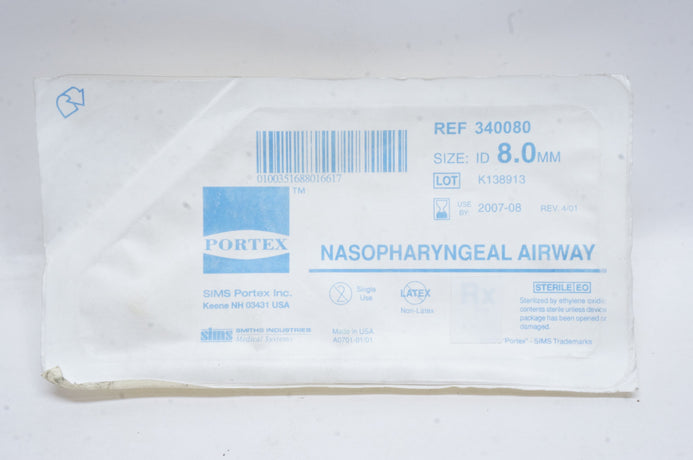 REF 340080
SIZE: ID 8.0MM
LOT K138913
USE BY 2007-08 REV. 4/01
0100351688016617
TM
PORTEX
NASOPHARYNGEAL AIRWAY
SIMS Portex Inc.
Keene NH 03431 USA
sims SMITHS INDUSTRIES
Medical Systems
2 Single Use
Made in USA
A0701-01/01
LATEX
Non-Latex
Rx
STERILE EO
Sterilized by ethylene oxide
contents sterile unless device
package has been opened or
damaged.
"Portex" - SIMS Trademarks